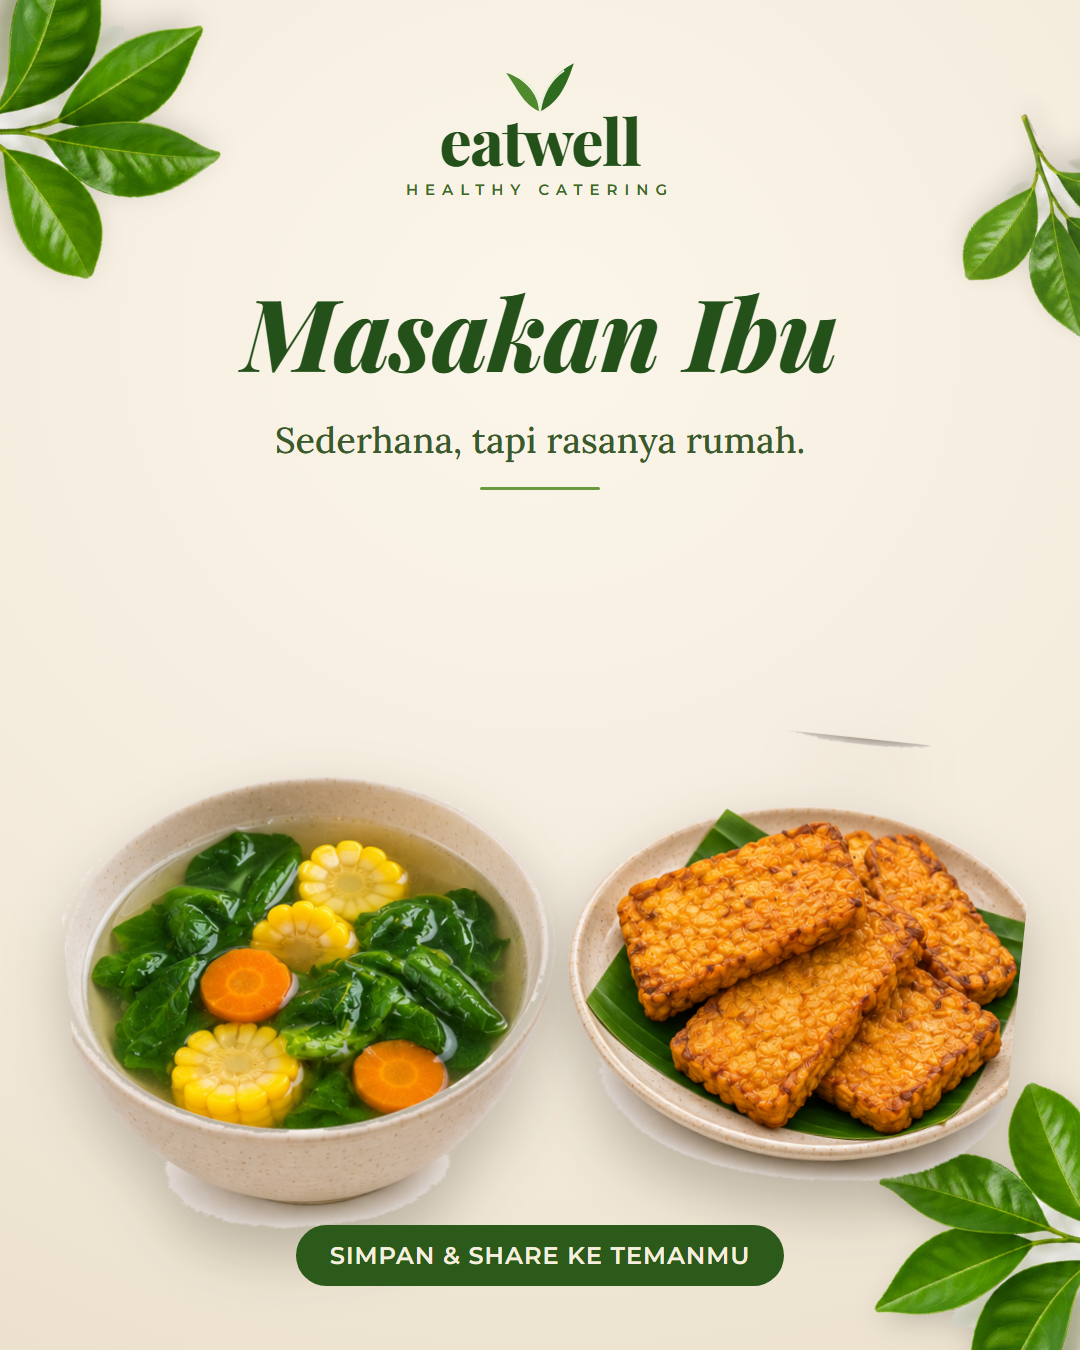 eatwell
HEALTHY CATERING
Masakan Ibu
Sederhana, tapi rasanya rumah.
SIMPAN & SHARE KE TEMANMU